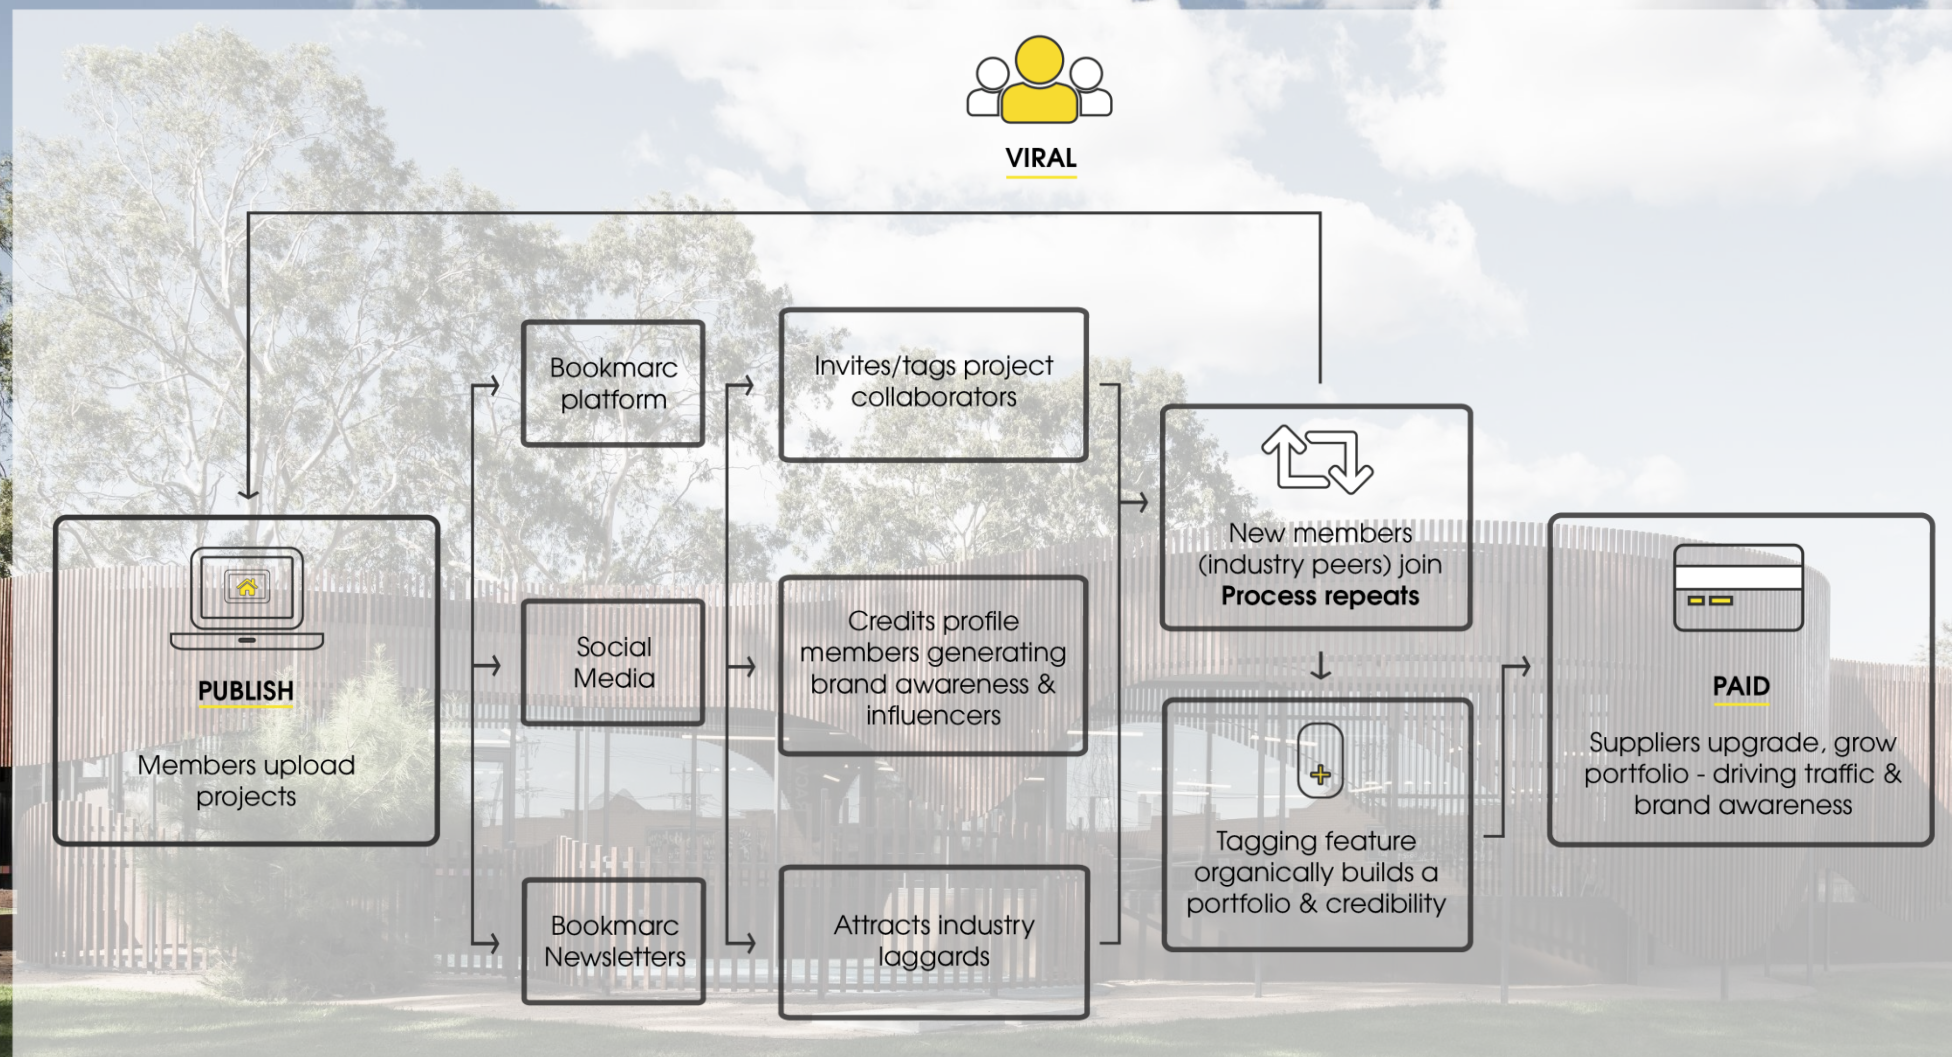 VIRAL
Bookmarc
platform
Invites/tags project
collaborators
New members
(industry peers) join
Process repeats
PUBLISH
Members upload
projects
Social
Media
Credits profile
members generating
brand awareness &
influencers
PAID
Suppliers upgrade, grow
portfolio - driving traffic &
brand awareness
Tagging feature
organically builds a
portfolio & credibility
Bookmarc
Newsletters
Attracts industry
laggards